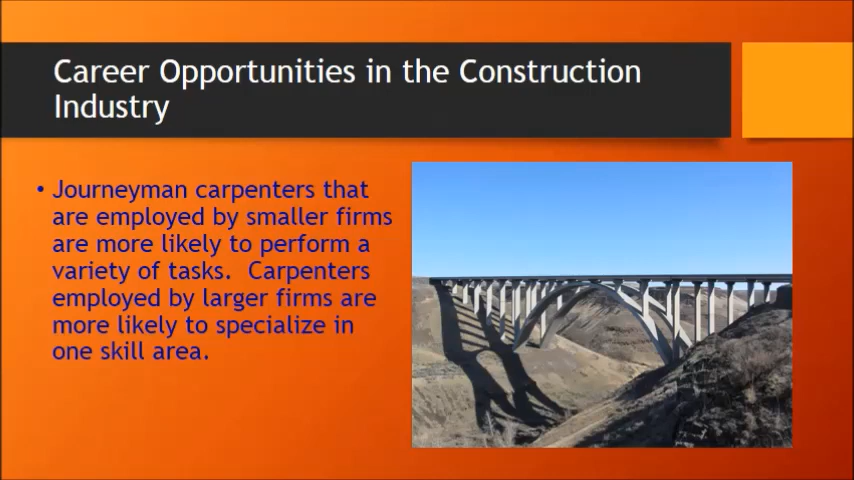 Career Opportunities in the Construction
Industry
• Journeyman carpenters that
are employed by smaller firms
are more likely to perform a
variety of tasks.  Carpenters
employed by larger firms are
more likely to specialize in
one skill area.